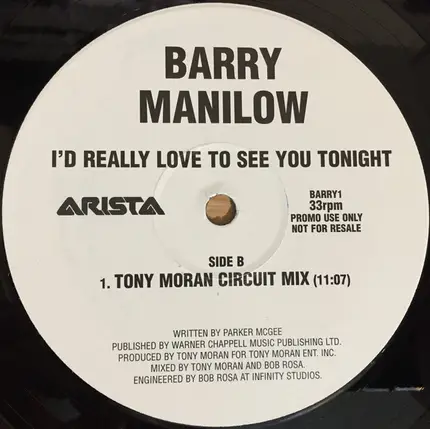 BARRY
MANILOW
I'D REALLY LOVE TO SEE YOU TONIGHT
ARISTA
BARRY1
33rpm
PROMO USE ONLY
NOT FOR RESALE
SIDE B
1. TONY MORAN CIRCUIT MIX (11:07)
WRITTEN BY PARKER MCGEE
PUBLISHED BY WARNER CHAPPELL MUSIC PUBLISHING LTD.
PRODUCED BY TONY MORAN FOR TONY MORAN ENT. INC.
MIXED BY TONY MORAN AND BOB ROSA.
ENGINEERED BY BOB ROSA AT INFINITY STUDIOS.